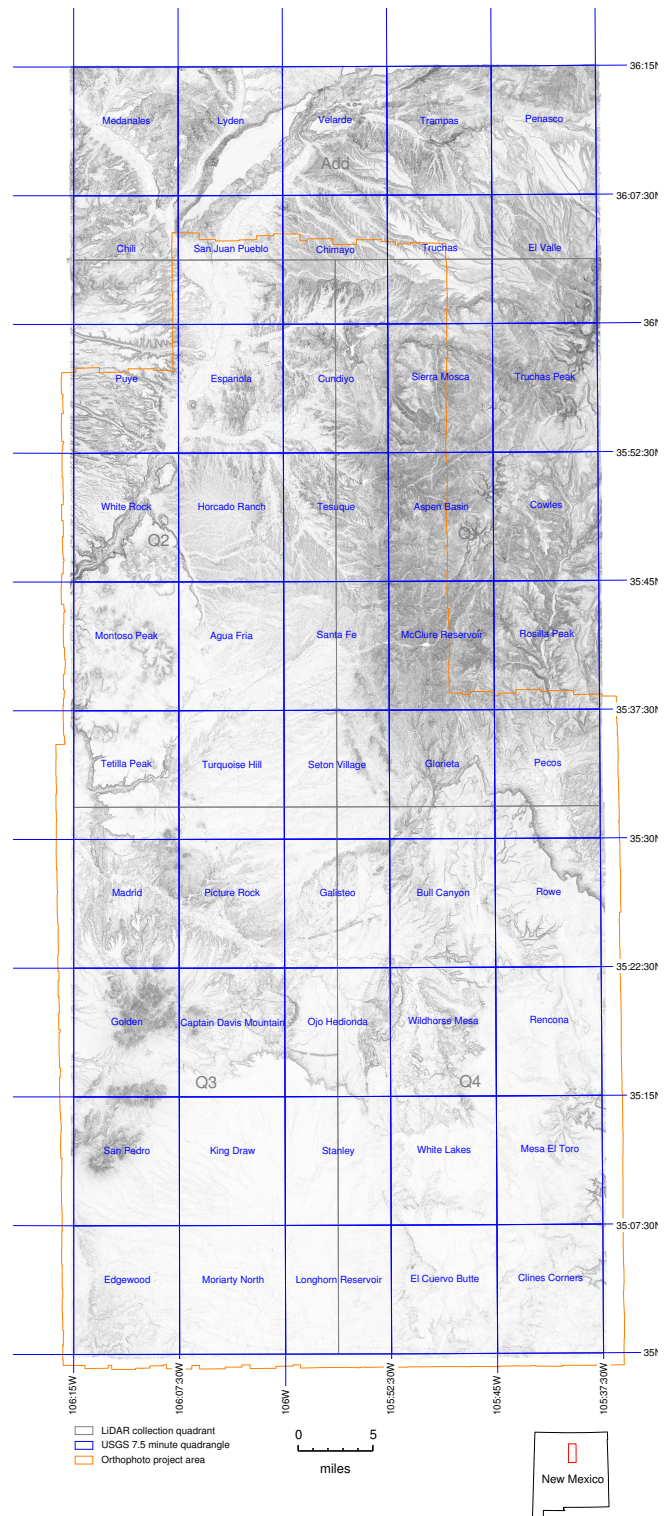 36:15N
Medanales Lyden Velarde Trampas Penasco
Add
36:07:30N
Chili San Juan Pueblo Chimayo Truchas El Valle
36N
Puye Espanola Cundiyo Sierra Mosca Truchas Peak
35:52:30N
White Rock Horcado Ranch Tesuque Aspen Basin Cowles
Q2
35:45N
Montoso Peak Agua Fria Santa Fe McClure Reservoir Rosilla Peak
35:37:30N
Tetilla Peak Turquoise Hill Seton Village Glorieta Pecos
35:30N
Madrid Picture Rock Galisteo Bull Canyon Rowe
35:22:30N
Golden Captain Davis Mountain Ojo Hedionda Wildhorse Mesa Rencona
Q3 Q4
35:15N
San Pedro King Draw Stanley White Lakes Mesa El Toro
35:07:30N
Edgewood Moriarty North Longhorn Reservoir El Cuervo Butte Clines Corners
35N
106:15W 106:07:30W 106W 105:52:30W 105:45W 105:37:30W
LiDAR collection quadrant
USGS 7.5 minute quadrangle
Orthophoto project area
0 5
miles
New Mexico